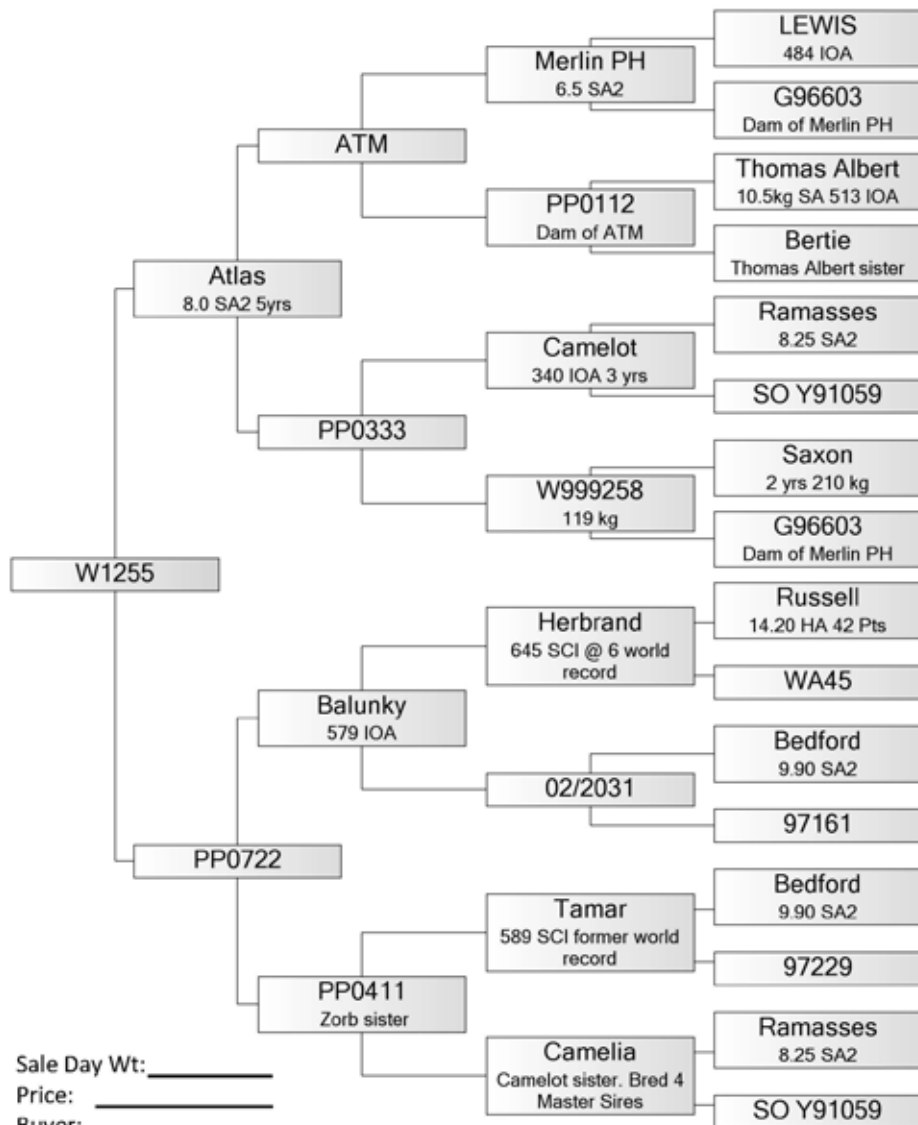 LEWIS
484 IOA
Merlin PH
6.5 SA2
G96603
Dam of Merlin PH
ATM
Thomas Albert
10.5kg SA 513 IOA
PP0112
Dam of ATM
Bertie
Thomas Albert sister
Atlas
8.0 SA2 5yrs
Ramasses
8.25 SA2
Camelot
340 IOA 3 yrs
SO Y91059
PP0333
Saxon
2 yrs 210 kg
W999258
119 kg
G96603
Dam of Merlin PH
W1255
Russell
14.20 HA 42 Pts
Herbrand
645 SCI @ 6 world
record
WA45
Balunky
579 IOA
Bedford
9.90 SA2
02/2031
97161
PP0722
Bedford
9.90 SA2
Tamar
589 SCI former world
record
97229
PP0411
Zorb sister
Ramasses
8.25 SA2
Camelia
Camelot sister. Bred 4
Master Sires
SO Y91059
Sale Day Wt:
Price:
Buyer: